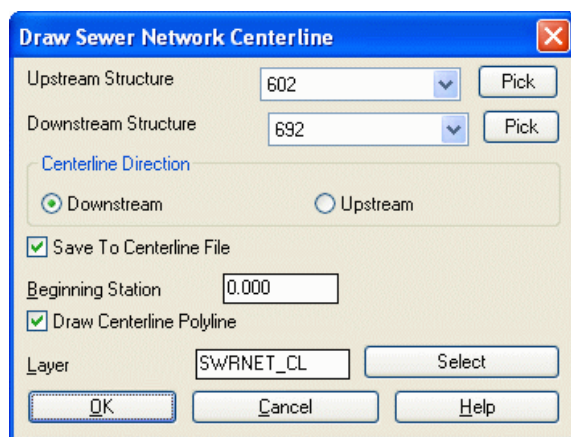 Draw Sewer Network Centerline
Upstream Structure 602 Pick
Downstream Structure 692 Pick
Centerline Direction
Downstream Upstream
Save To Centerline File
Beginning Station 0.000
Draw Centerline Polyline
Layer SWRNET_CL Select
OK Cancel Help